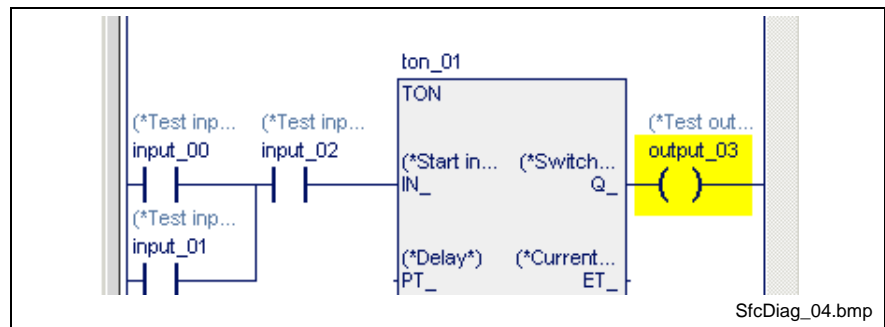 ton_01
TON
(*Test inp...
(*Test inp...
(*Test out...
input_00
input_02
output_03
(*Start in...
(*Switch...
IN_
Q_
(*Test inp...
input_01
(*Delay*)
(*Current...
PT_
ET_
SfcDiag_04.bmp